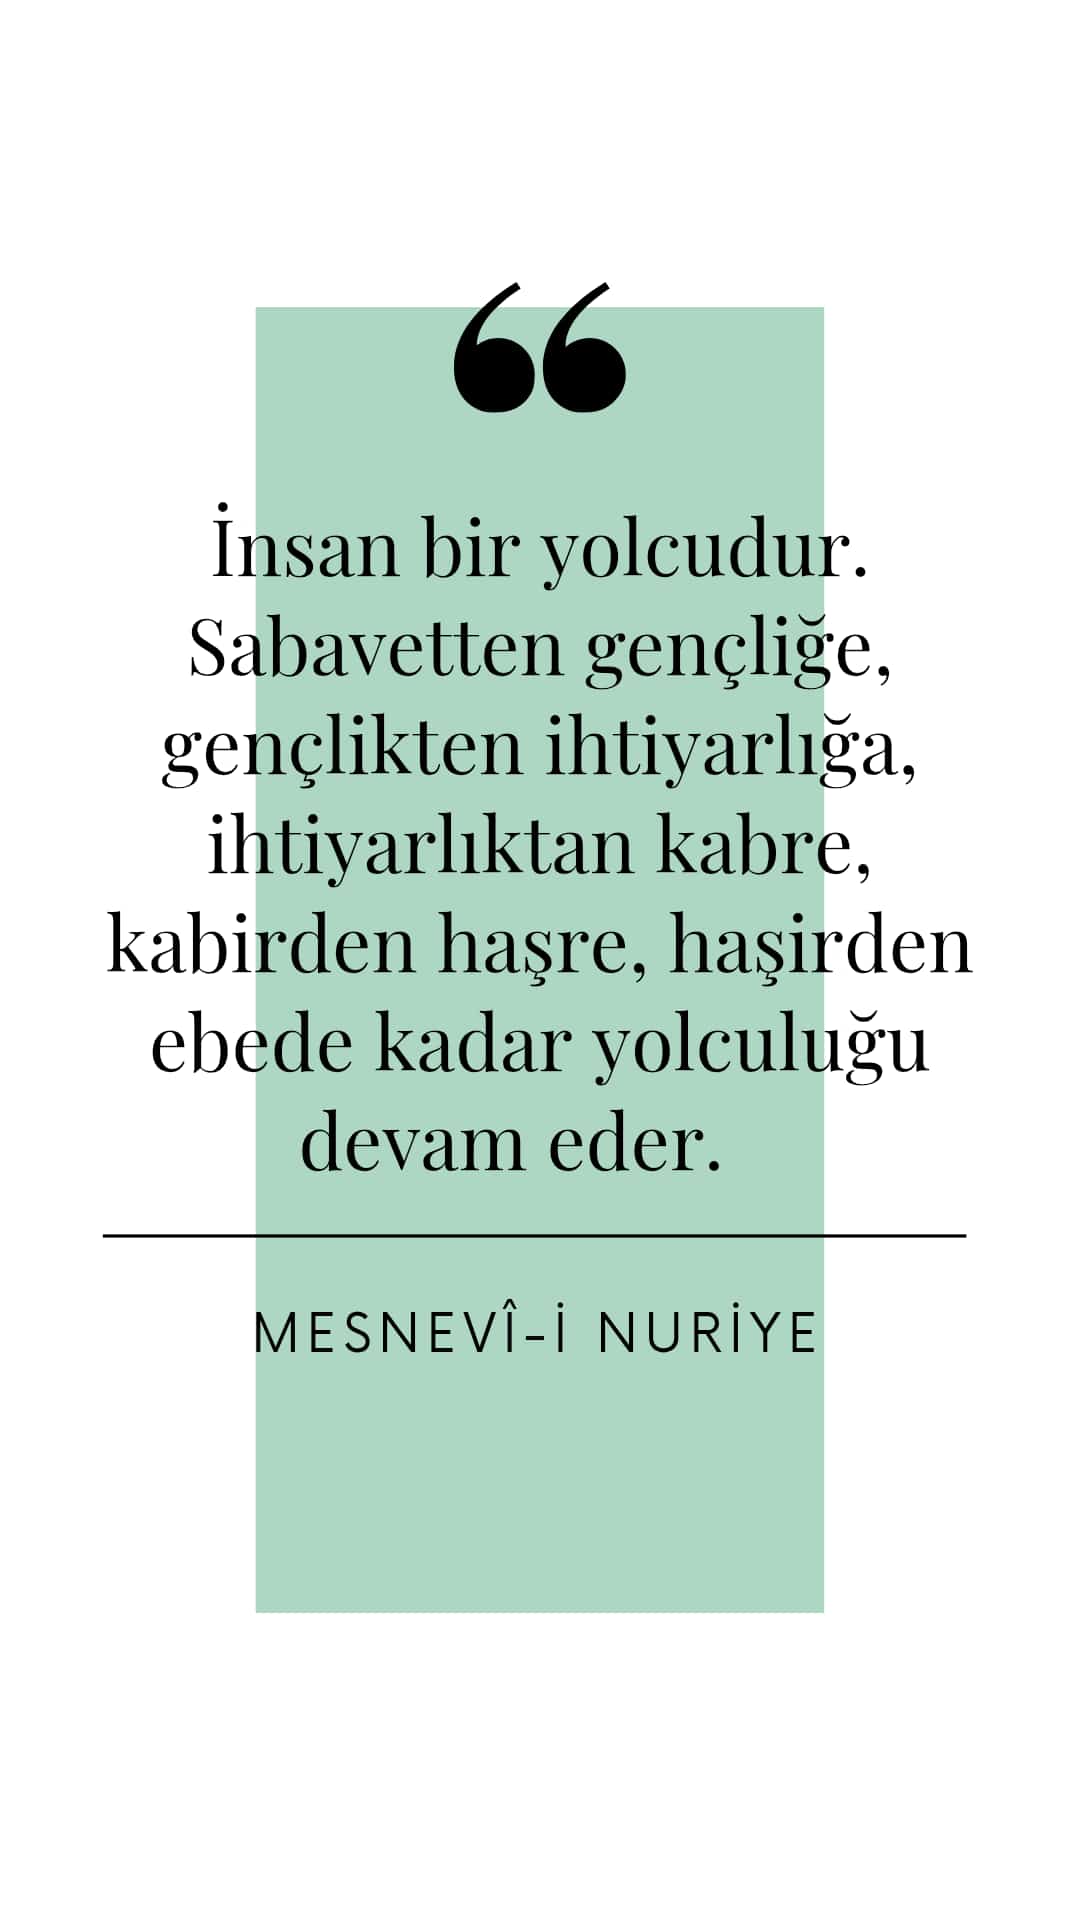 “
İnsan bir yolcudur.
Sabavetten gençliğe,
gençlikten ihtiyarlığa,
ihtiyarlıktan kabre,
kabirden haşre, haşirden
ebede kadar yolculuğu
devam eder.
MESNEVÎ-İ NURİYE